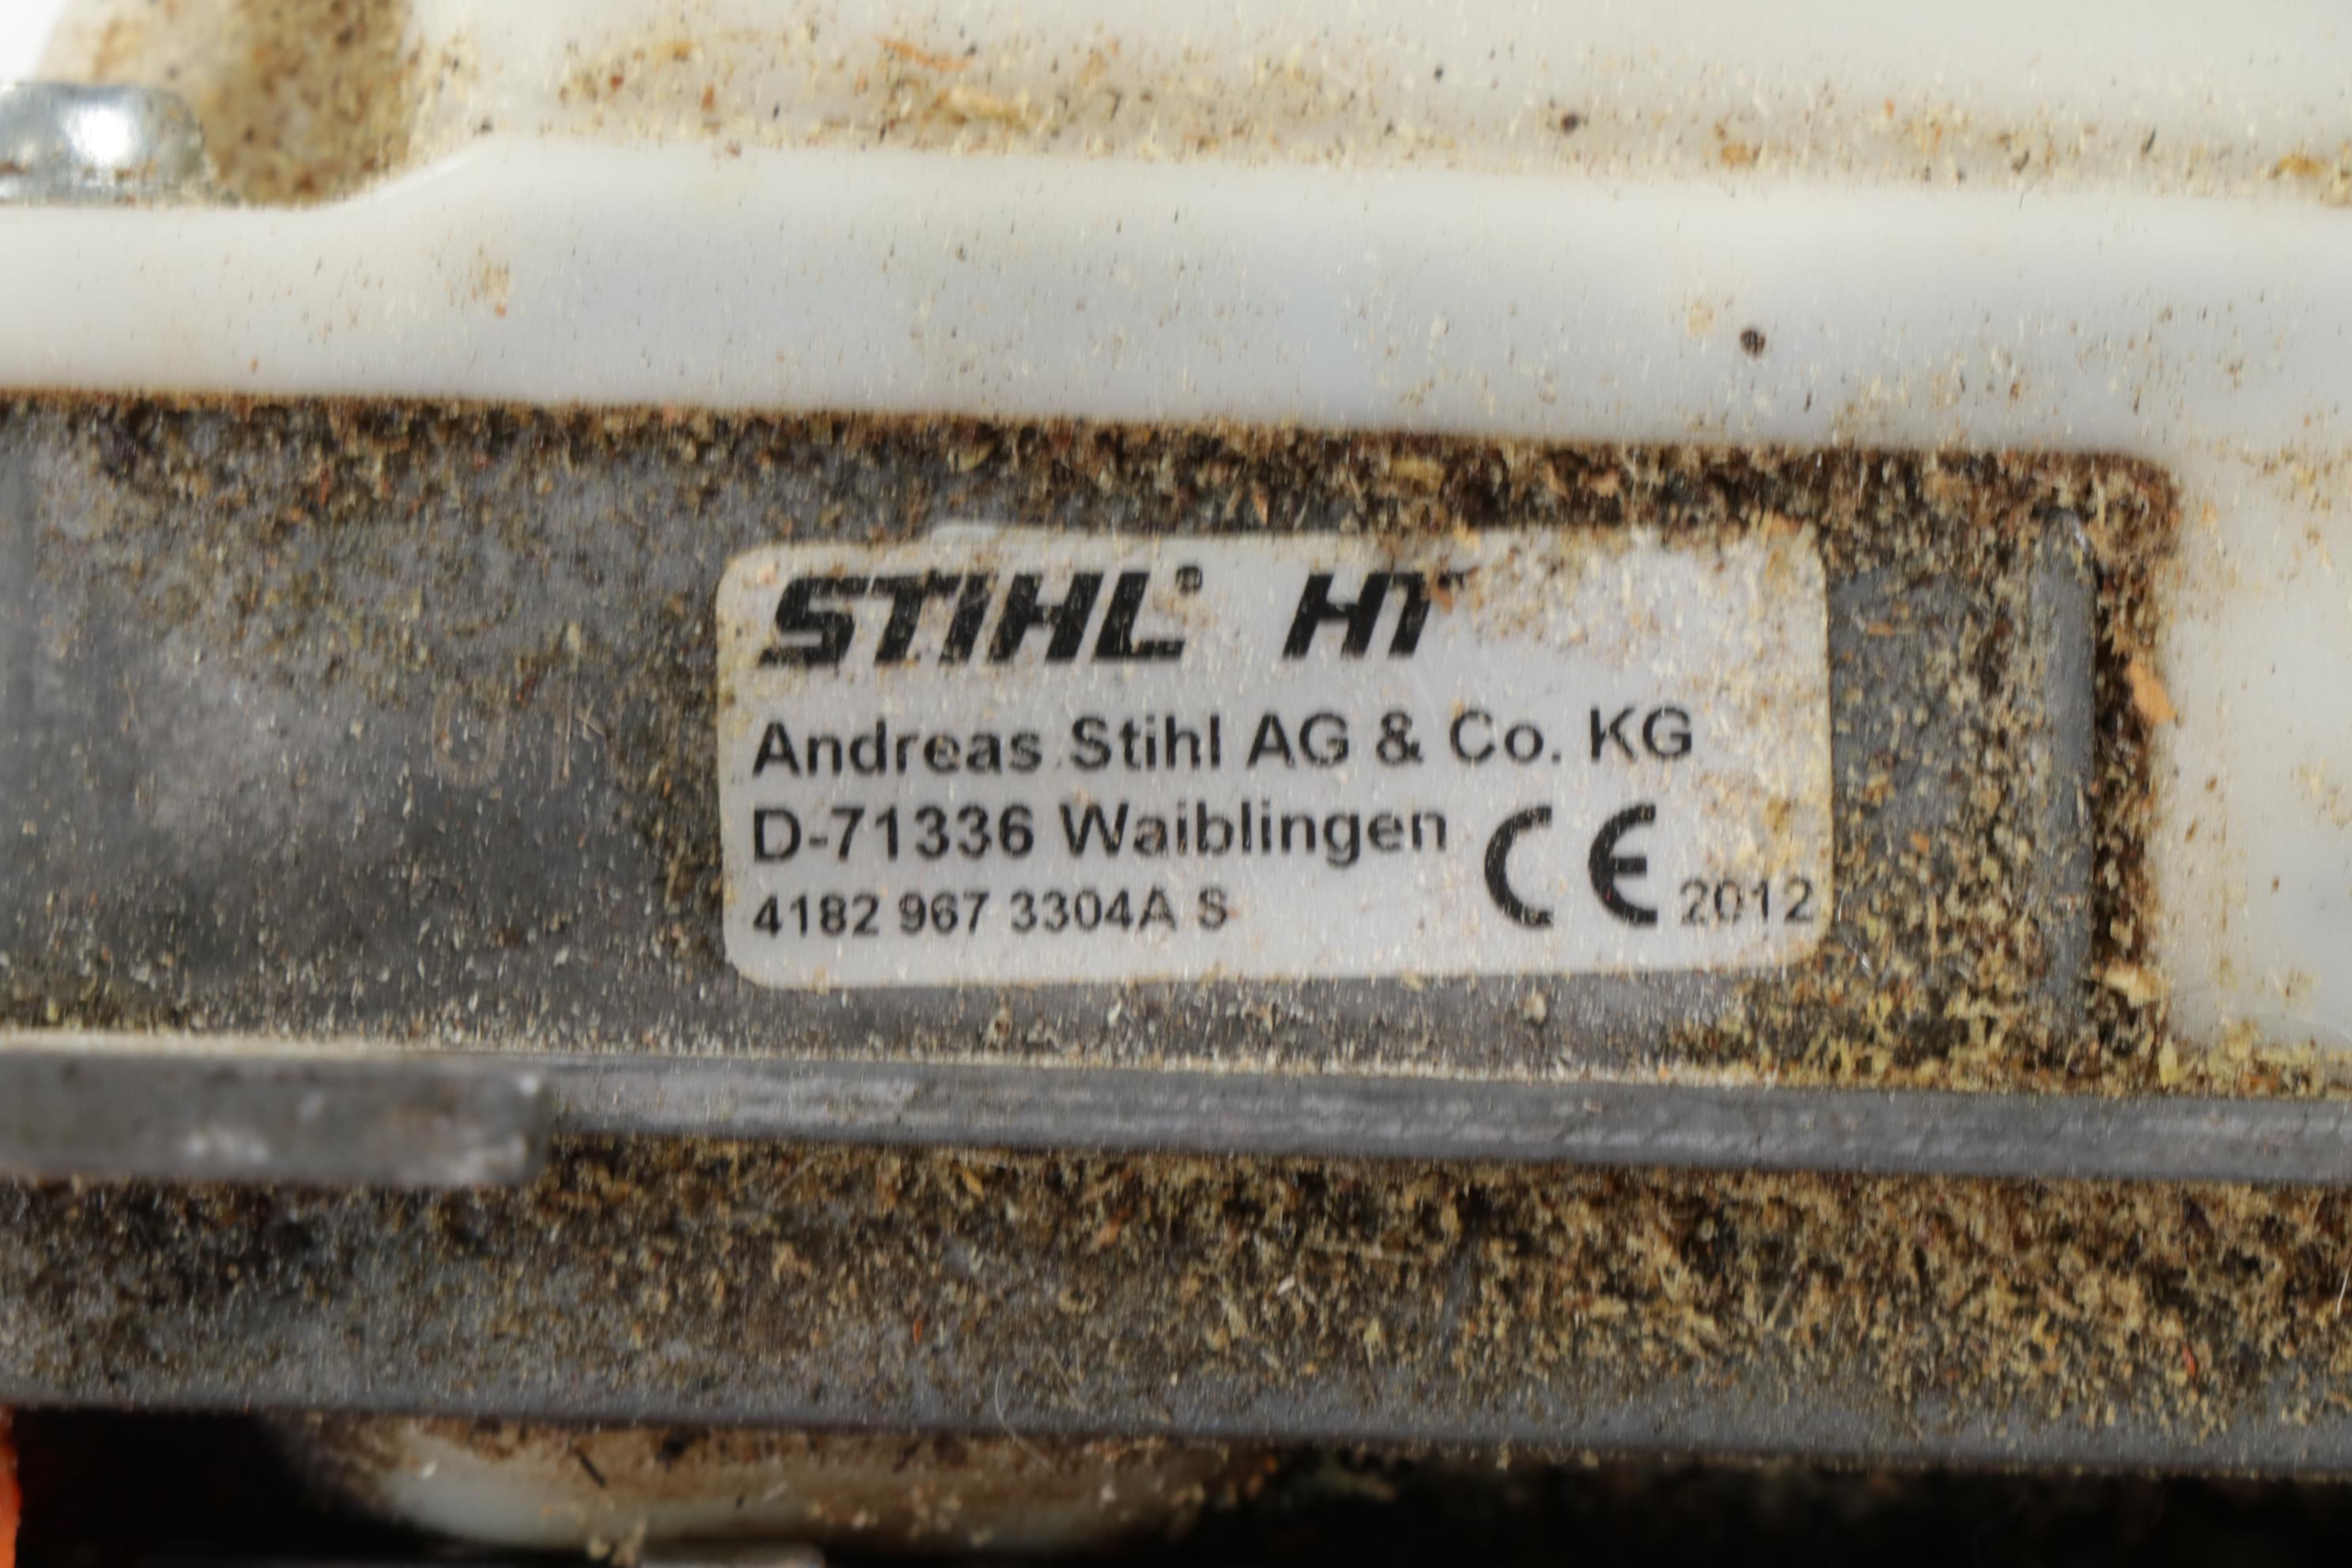 STIHL® HT
Andreas Stihl AG & Co. KG
D-71336 Waiblingen CE 2012
4182 967 3304A S